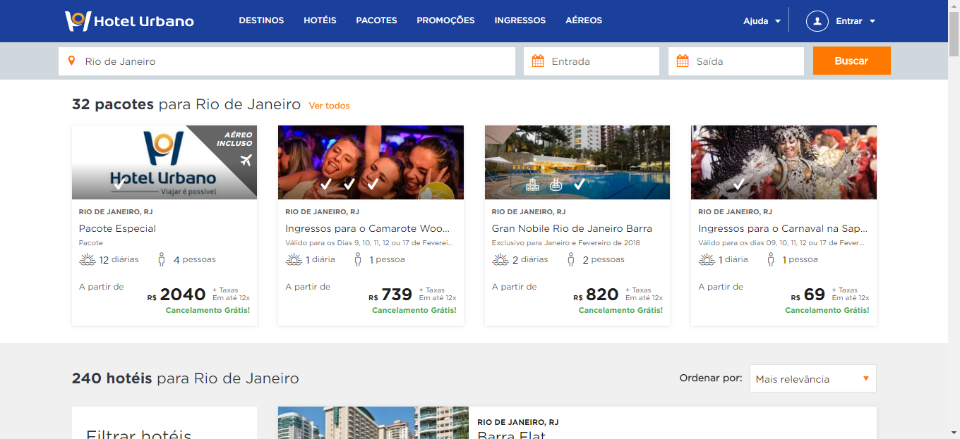 Hotel Urbano DESTINOS HOTÉIS PACOTES PROMOÇÕES INGRESSOS AÉREOS Ajuda Entrar
Rio de Janeiro Entrada Saída Buscar
32 pacotes para Rio de Janeiro Ver todos
AÉREO
INCLUSO
Hotel Urbano
Viajar é possível
RIO DE JANEIRO, RJ
Pacote Especial
Pacote
12 diárias 4 pessoas
A partir de
R$ 2040 + Taxas
Em até 12x
Cancelamento Grátis!
RIO DE JANEIRO, RJ
Ingressos para o Camarote Woo...
Válido para os Dias 9, 10, 11, 12 ou 17 de Feverei...
1 diária 1 pessoa
A partir de
R$ 739 + Taxas
Em até 12x
Cancelamento Grátis!
RIO DE JANEIRO, RJ
Gran Nobile Rio de Janeiro Barra
Exclusivo para Janeiro e Fevereiro de 2018
2 diárias 2 pessoas
A partir de
R$ 820 + Taxas
Em até 12x
Cancelamento Grátis!
RIO DE JANEIRO, RJ
Ingressos para o Carnaval na Sap...
Válido para os dias 09, 10, 11, 12 ou 17 de Fever...
1 diária 1 pessoa
A partir de
R$ 69 + Taxas
Em até 12x
Cancelamento Grátis!
240 hotéis para Rio de Janeiro
Ordenar por: Mais relevância
Filtrar hotéis
RIO DE JANEIRO, RJ
Barra Flat